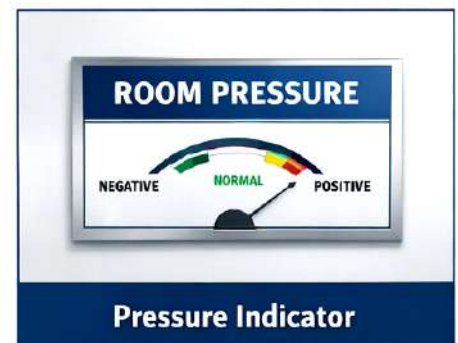 ROOM PRESSURE
NEGATIVE
NORMAL
POSITIVE
Pressure Indicator